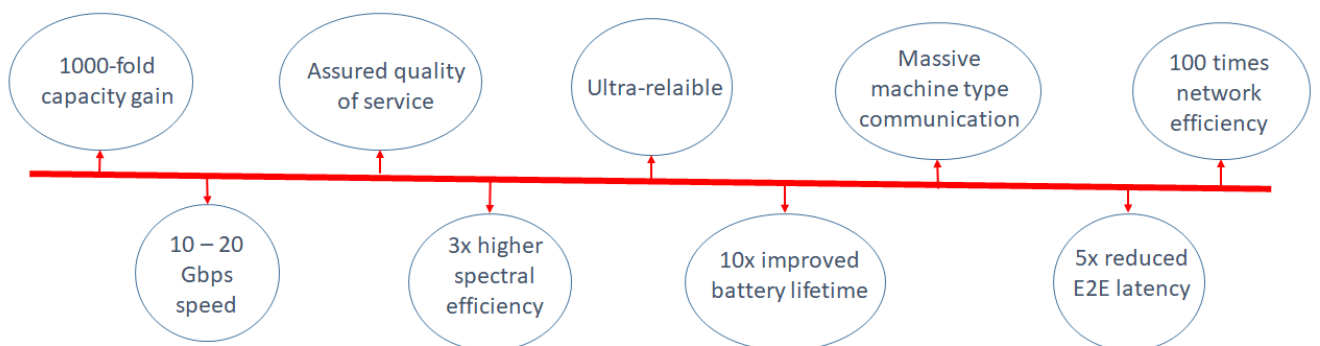 1000-fold
capacity gain
Assured quality
of service
Ultra-relaible
Massive
machine type
communication
100 times
network
efficiency
10 – 20
Gbps
speed
3x higher
spectral
efficiency
10x improved
battery lifetime
5x reduced
E2E latency